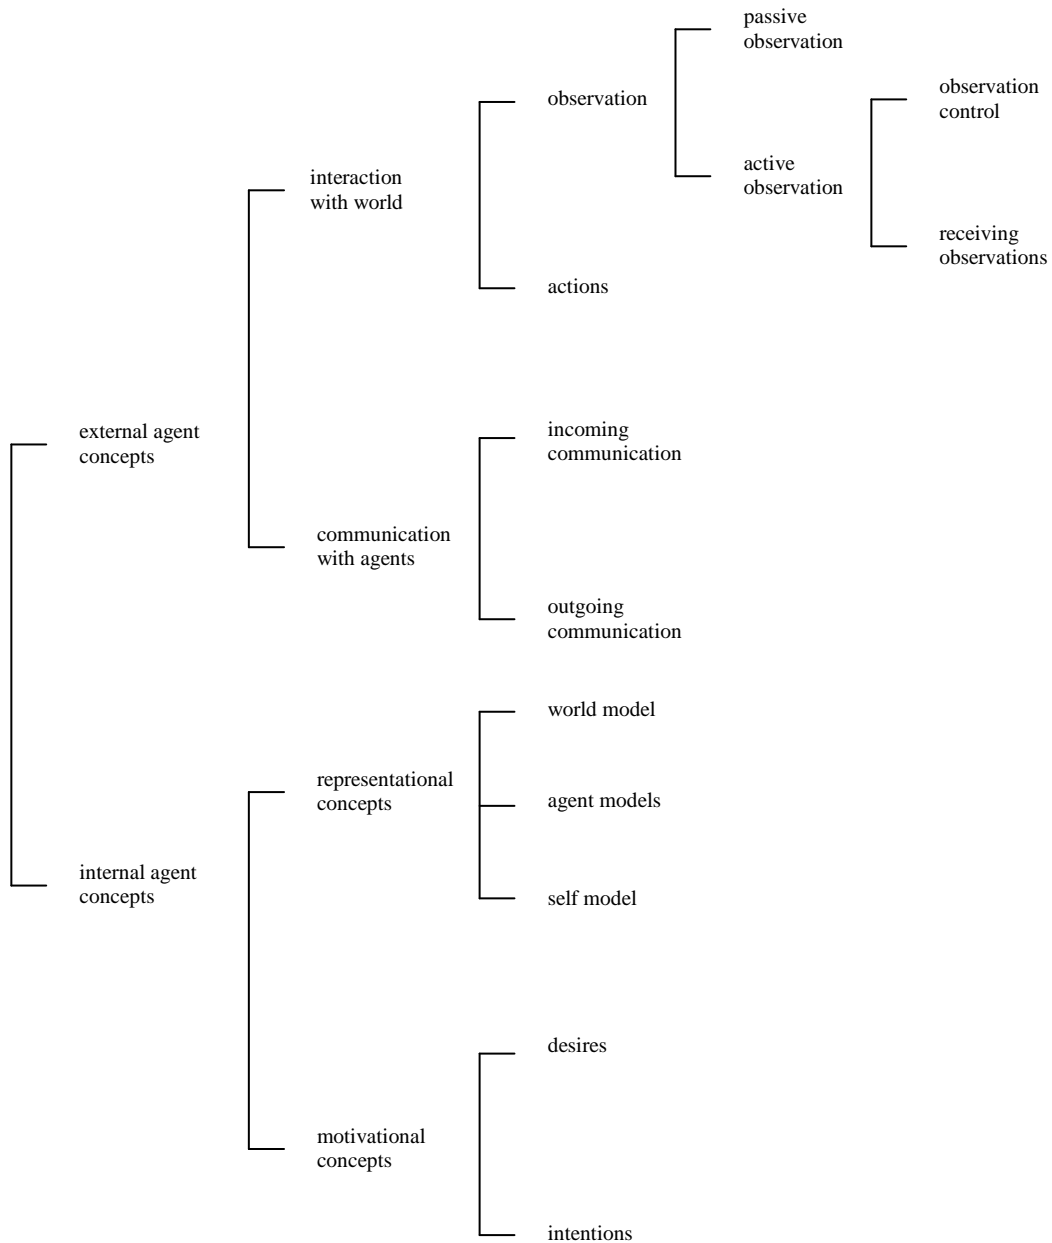 passive
observation
observation
observation
control
active
observation
interaction
with world
receiving
observations
actions
external agent
concepts
incoming
communication
communication
with agents
outgoing
communication
world model
representational
concepts
agent models
internal agent
concepts
self model
desires
motivational
concepts
intentions